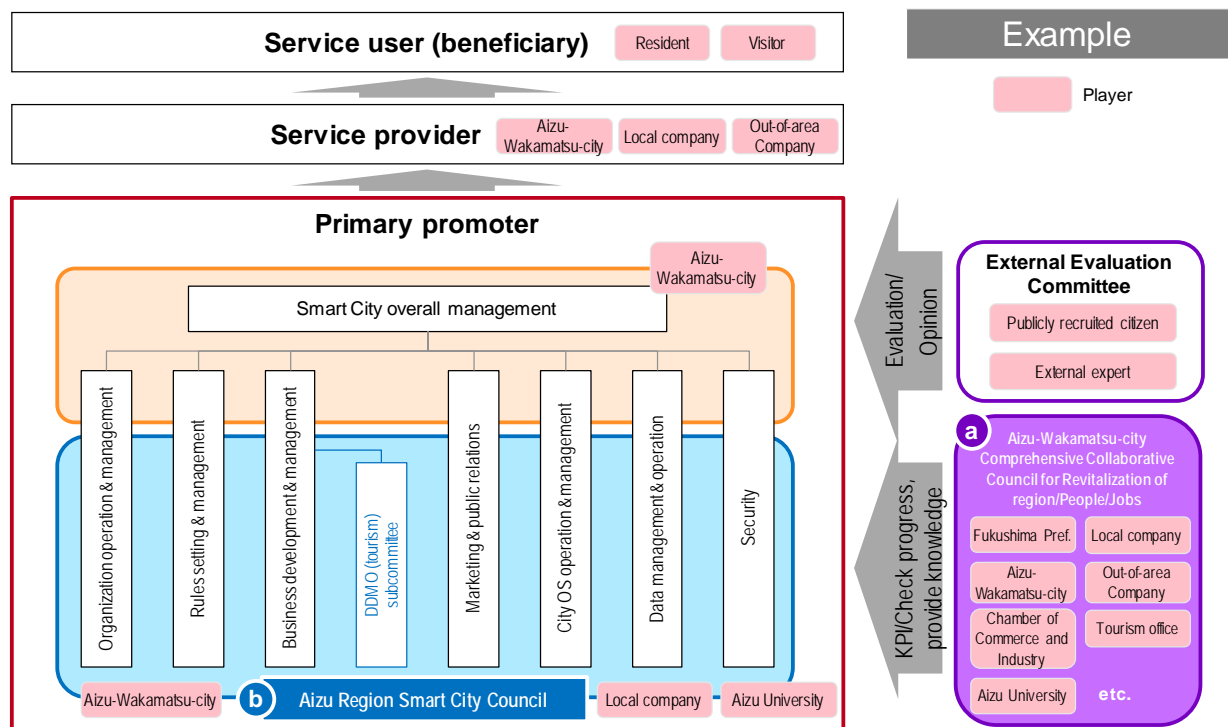 Service user (beneficiary)
Resident
Visitor
Example
Player
Service provider
Aizu-
Wakamatsu-city
Local company
Out-of-area
Company
Primary promoter
Aizu-
Wakamatsu-city
Smart City overall management
Organization operation & management
Rules setting & management
Business development & management
DDMO (tourism)
subcommittee
Marketing & public relations
City OS operation & management
Data management & operation
Security
Aizu-Wakamatsu-city
b
Aizu Region Smart City Council
Local company
Aizu University
Evaluation/
Opinion
KPI/Check progress,
provide knowledge
External Evaluation
Committee
Publicly recruited citizen
External expert
a
Aizu-Wakamatsu-city
Comprehensive Collaborative
Council for Revitalization of
region/People/Jobs
Fukushima Pref.
Local company
Aizu-
Wakamatsu-city
Out-of-area
Company
Chamber of
Commerce and
Industry
Tourism office
Aizu University
etc.